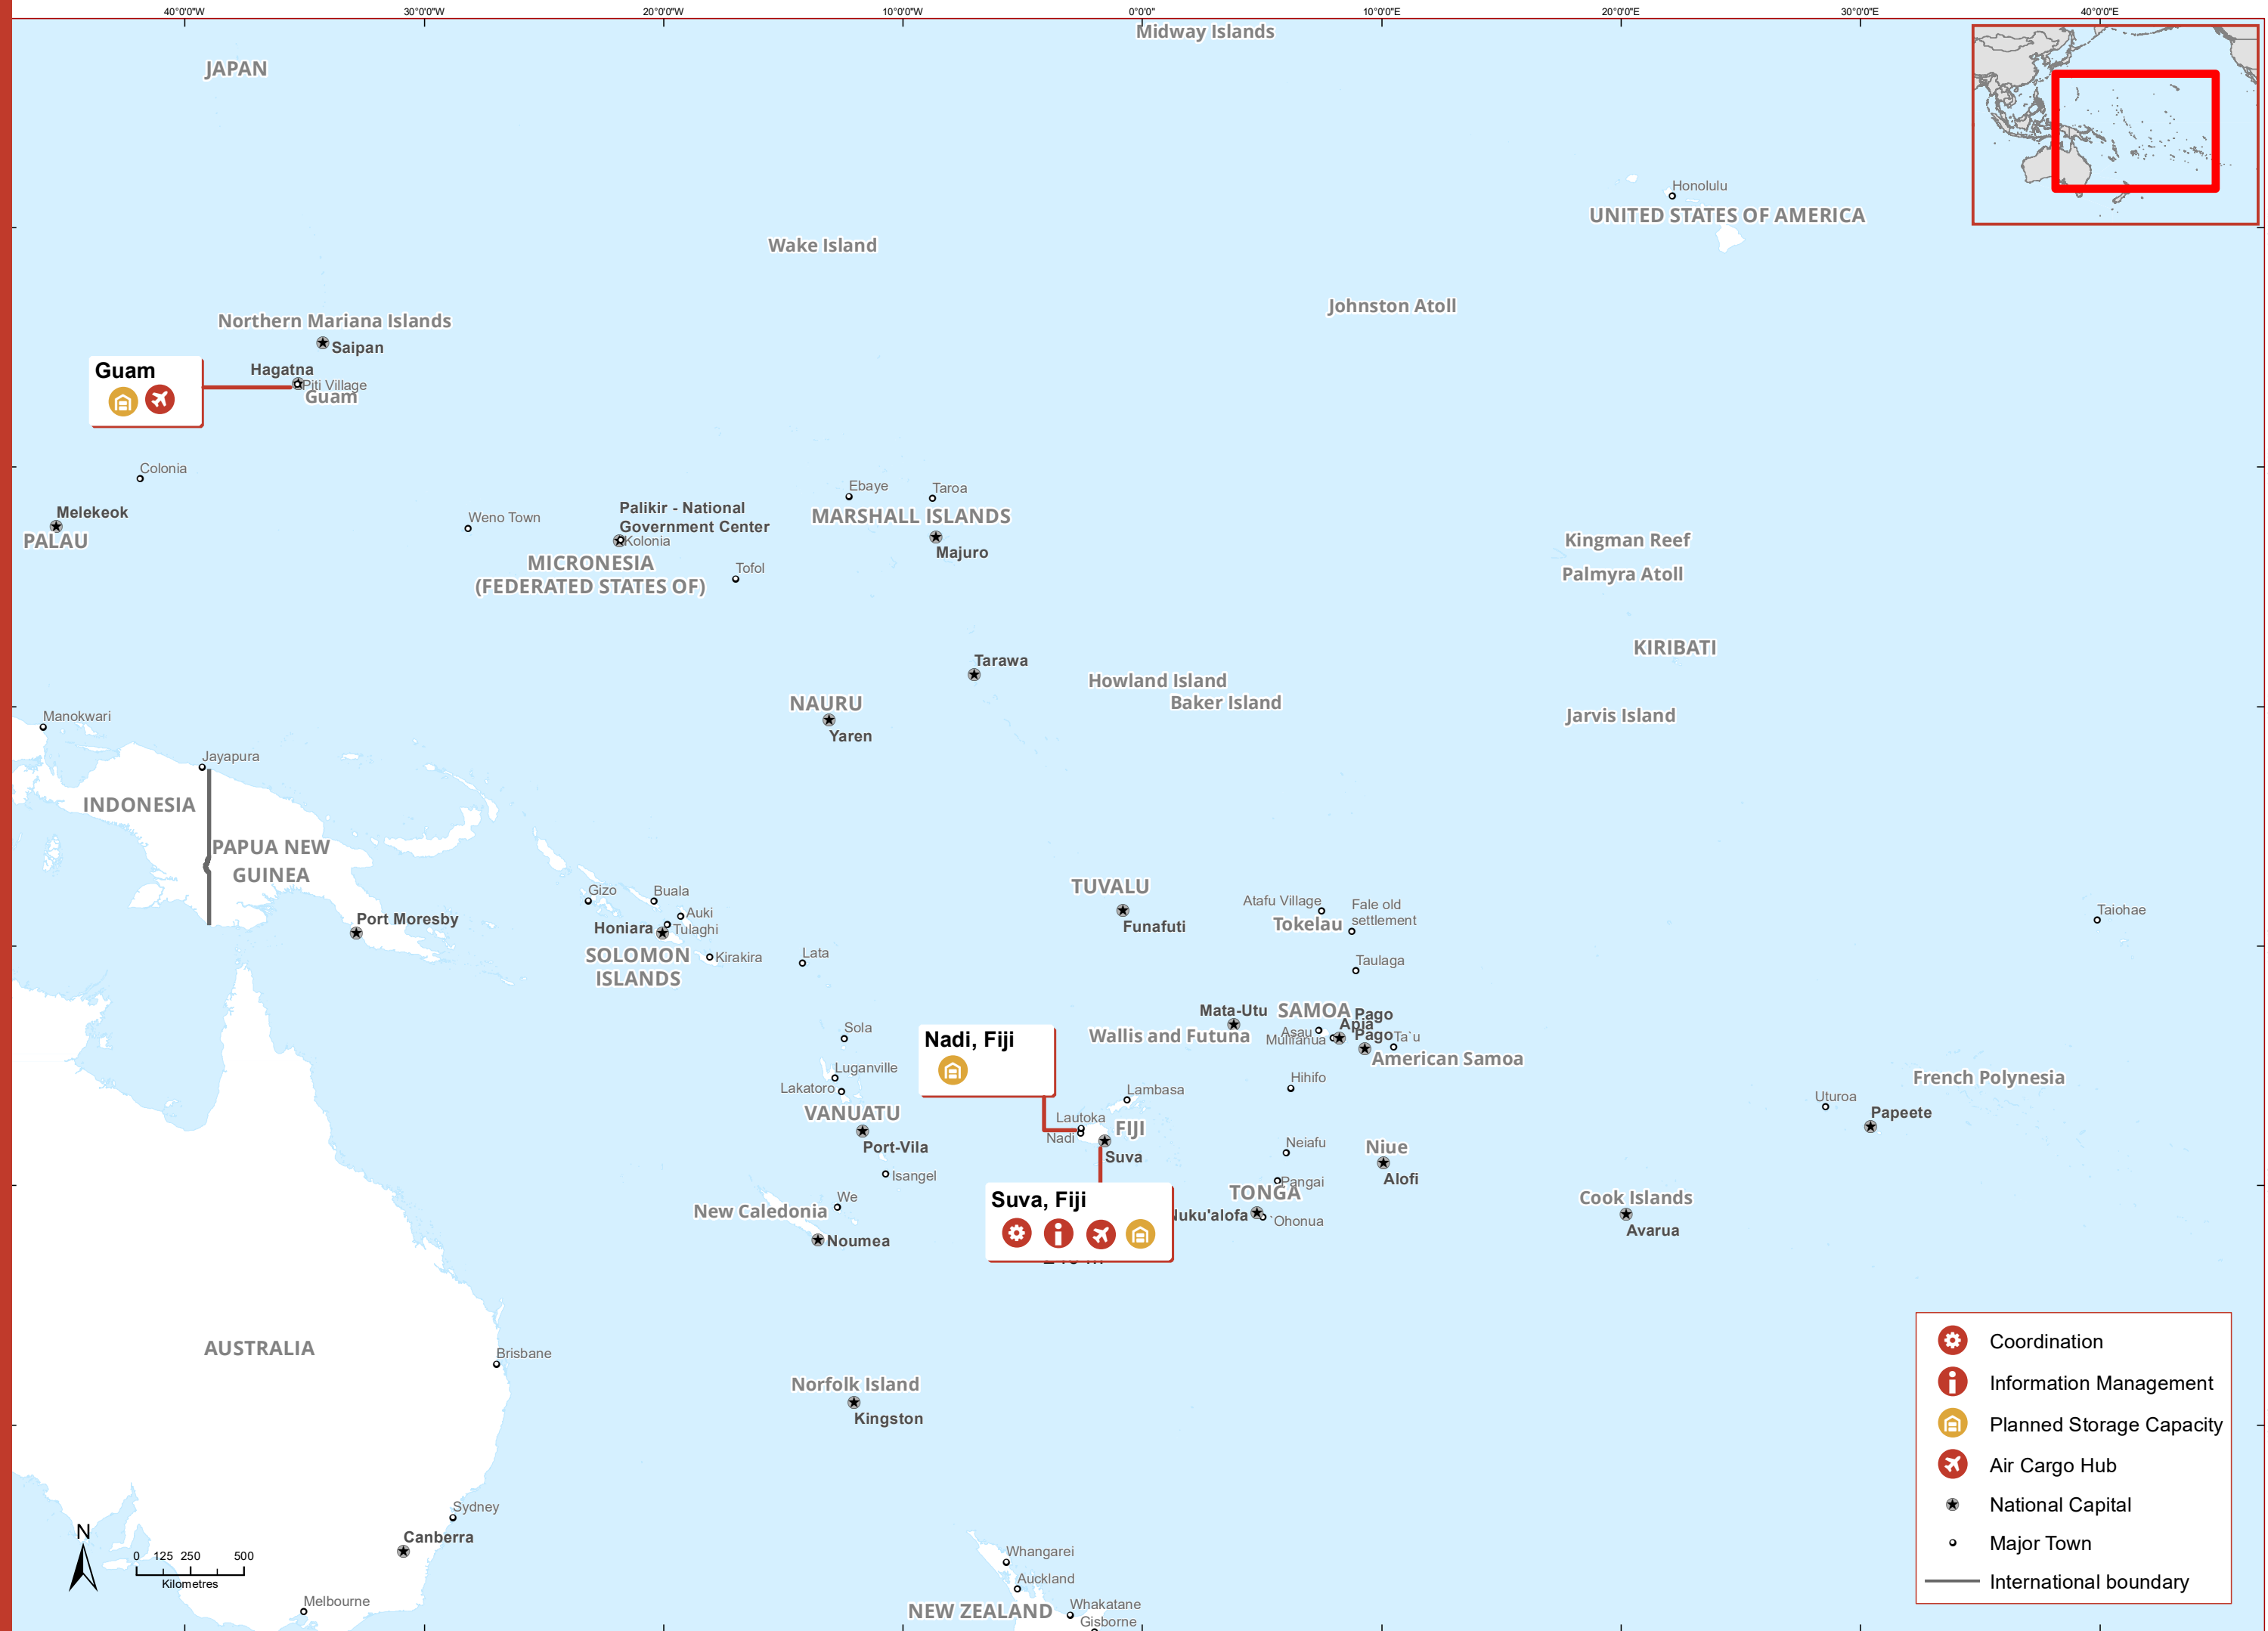 40°0'0"W 30°0'0"W 20°0'0"W 10°0'0"W 0°0'0" 10°0'0"E 20°0'0"E 30°0'0"E 40°0'0"E
Midway Islands
JAPAN
Honolulu
UNITED STATES OF AMERICA
Wake Island
Johnston Atoll
Northern Mariana Islands
Saipan
Guam
Hagatna
Piti Village
Guam
Colonia
Melekeok
PALAU
Weno Town
Palikir - National
Government Center
Kolonia
MICRONESIA
(FEDERATED STATES OF)
Tofol
Ebaye
Taroa
MARSHALL ISLANDS
Majuro
Kingman Reef
Palmyra Atoll
KIRIBATI
Tarawa
Howland Island
Baker Island
Jarvis Island
NAURU
Yaren
Manokwari
Jayapura
INDONESIA
PAPUA NEW
GUINEA
Port Moresby
Gizo
Buala
Auki
Honiara
Tulaghi
SOLOMON
ISLANDS
Kirakira
Lata
TUVALU
Funafuti
Atafu Village
Fale old
settlement
Tokelau
Taulaga
Taiohae
Mata-Utu
Wallis and Futuna
SAMOA
Pago
Apia
Asau
Mulifanua
Pago
Ta`u
American Samoa
Sola
Luganville
Lakatoro
VANUATU
Port-Vila
Isangel
Nadi, Fiji
Lambasa
Lautoka
Nadi
FIJI
Suva
Hihifo
Neiafu
Niue
Alofi
Pangai
TONGA
Nuku'alofa
`Ohonua
French Polynesia
Uturoa
Papeete
Cook Islands
Avarua
We
New Caledonia
Noumea
Suva, Fiji
AUSTRALIA
Brisbane
Norfolk Island
Kingston
Sydney
Canberra
Melbourne
N
0 125 250 500
Kilometres
Whangarei
Auckland
NEW ZEALAND
Whakatane
Gisborne
Coordination
Information Management
Planned Storage Capacity
Air Cargo Hub
National Capital
Major Town
International boundary